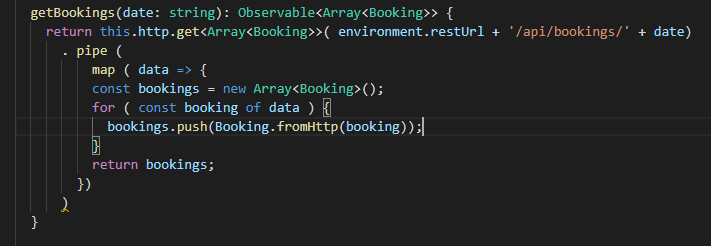 getBookings(date: string): Observable<Array<Booking>> {
return this.http.get<Array<Booking>>( environment.restUrl + '/api/bookings/' + date)
. pipe (
map ( data => {
const bookings = new Array<Booking>();
for ( const booking of data ) {
bookings.push(Booking.fromHttp(booking));
}
return bookings;
})
)
}